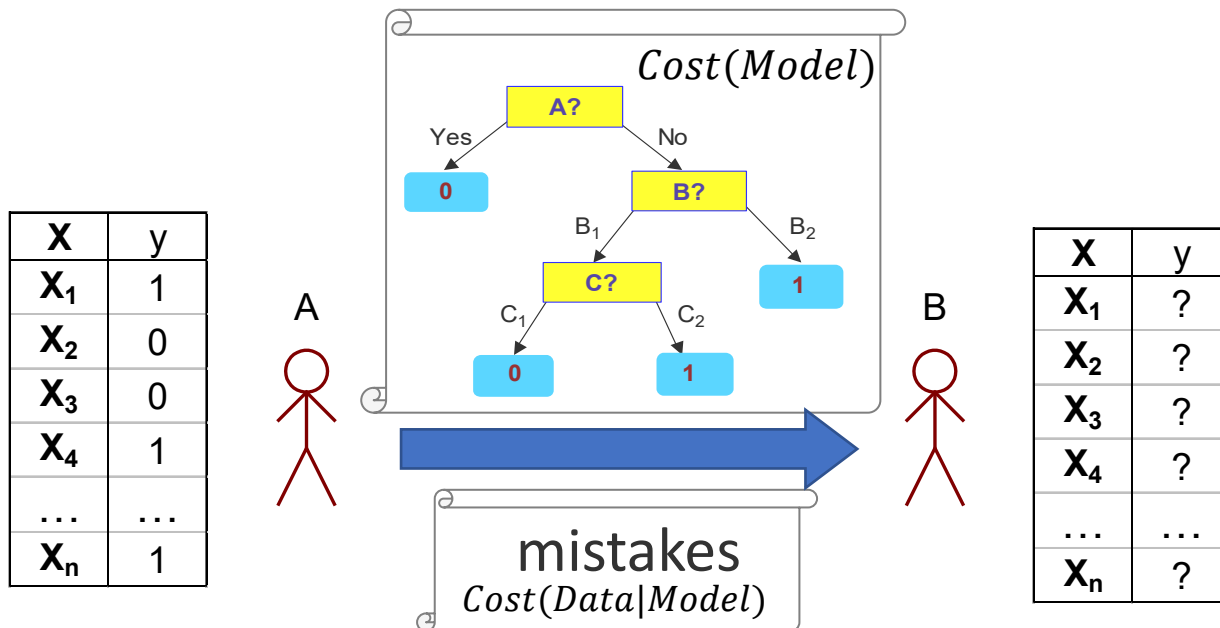 X y
X₁ 1
X₂ 0
X₃ 0
X₄ 1
... ...
Xₙ 1
A
Cost(Model)
A?
Yes No
0
B?
B₁ B₂
C?
1
C₁ C₂
0 1
mistakes
Cost(Data|Model)
B
X y
X₁ ?
X₂ ?
X₃ ?
X₄ ?
... ...
Xₙ ?